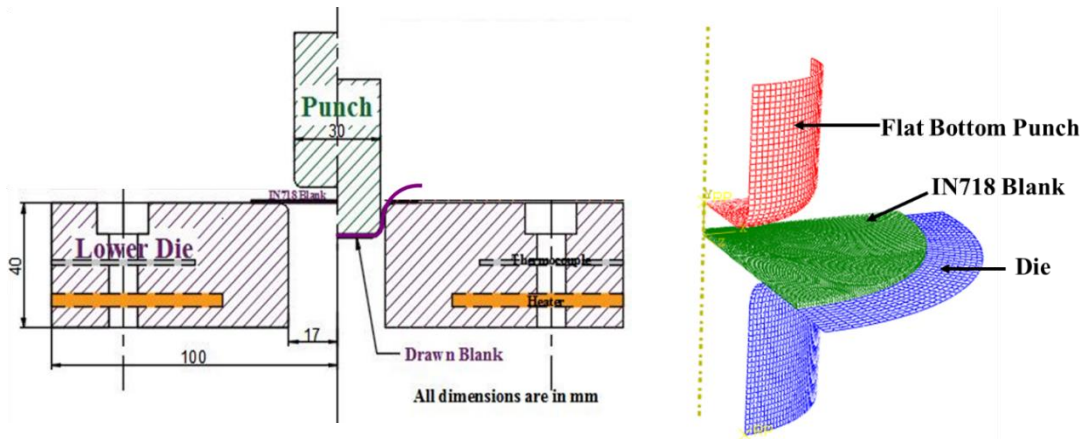 Punch
30
IN718 Blank
Lower Die
40
Thermocouple
Heater
17
100
Drawn Blank
All dimensions are in mm
Flat Bottom Punch
IN718 Blank
Die